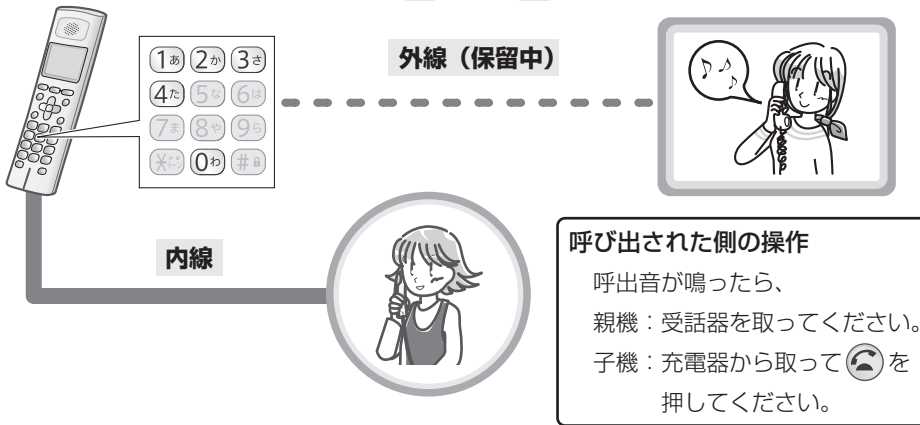 外線（保留中）
1あ 2か 3さ
4た 5な 6は
7ま 8や 9ら
0わ #
内線
呼び出された側の操作
呼出音が鳴ったら、
親機：受話器を取ってください。
子機：充電器から取って を
押してください。